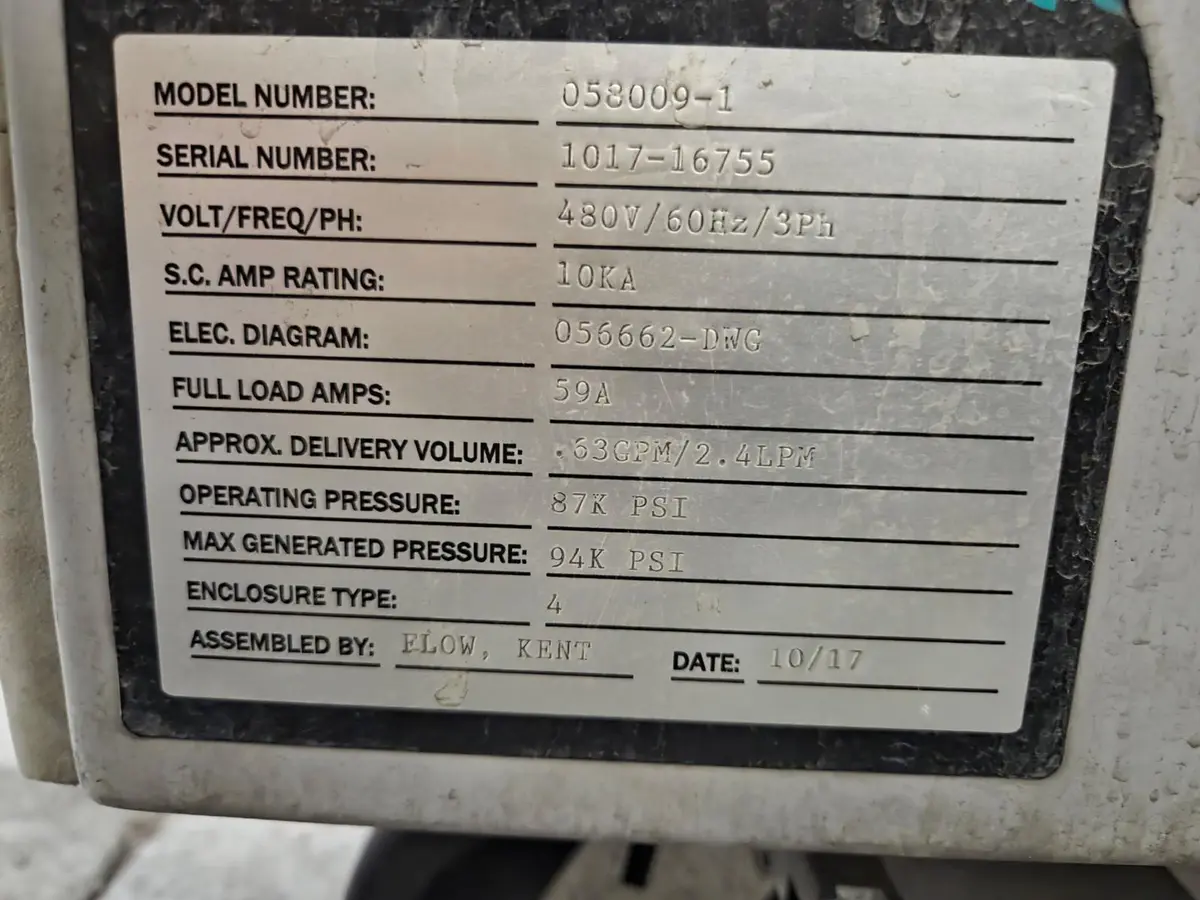 MODEL NUMBER: 058009-1
SERIAL NUMBER: 1017-16755
VOLT/FREQ/PH: 480V/60Hz/3Ph
S.C. AMP RATING: 10KA
ELEC. DIAGRAM: 056662-DWG
FULL LOAD AMPS: 59A
APPROX. DELIVERY VOLUME: .63GPM/2.4LPM
OPERATING PRESSURE: 87K PSI
MAX GENERATED PRESSURE: 94K PSI
ENCLOSURE TYPE: 4
ASSEMBLED BY: FLOW, KENT DATE: 10/17